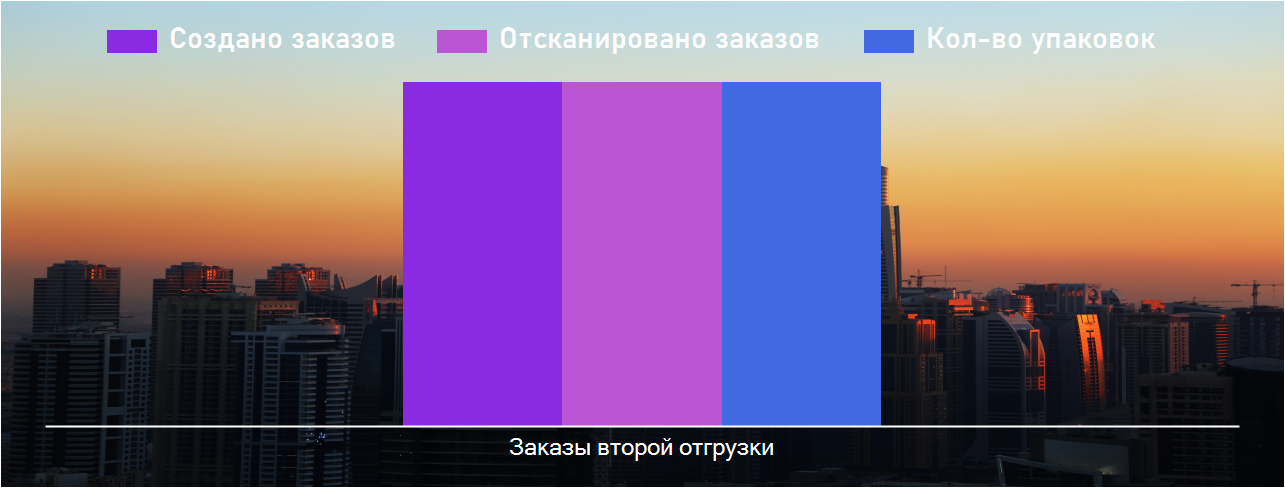 Создано заказов Отсканировано заказов Кол-во упаковок
Заказы второй отгрузки